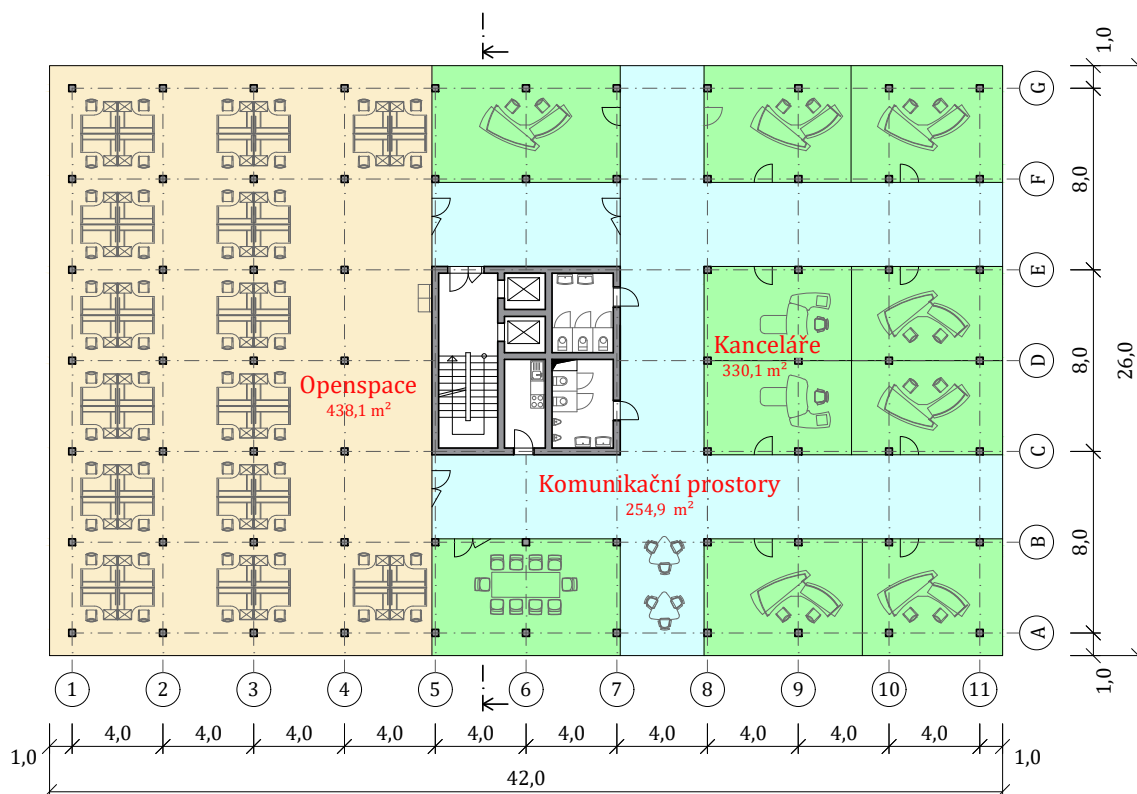 1,0
G
F
8,0
E
Kanceláře
330,1 m²
D
8,0
26,0
Openspace
438,1 m²
C
Komunikační prostory
254,9 m²
B
8,0
A
1,0
1 2 3 4 5 6 7 8 9 10 11
4,0 4,0 4,0 4,0 4,0 4,0 4,0 4,0 4,0 4,0
1,0 1,0
42,0